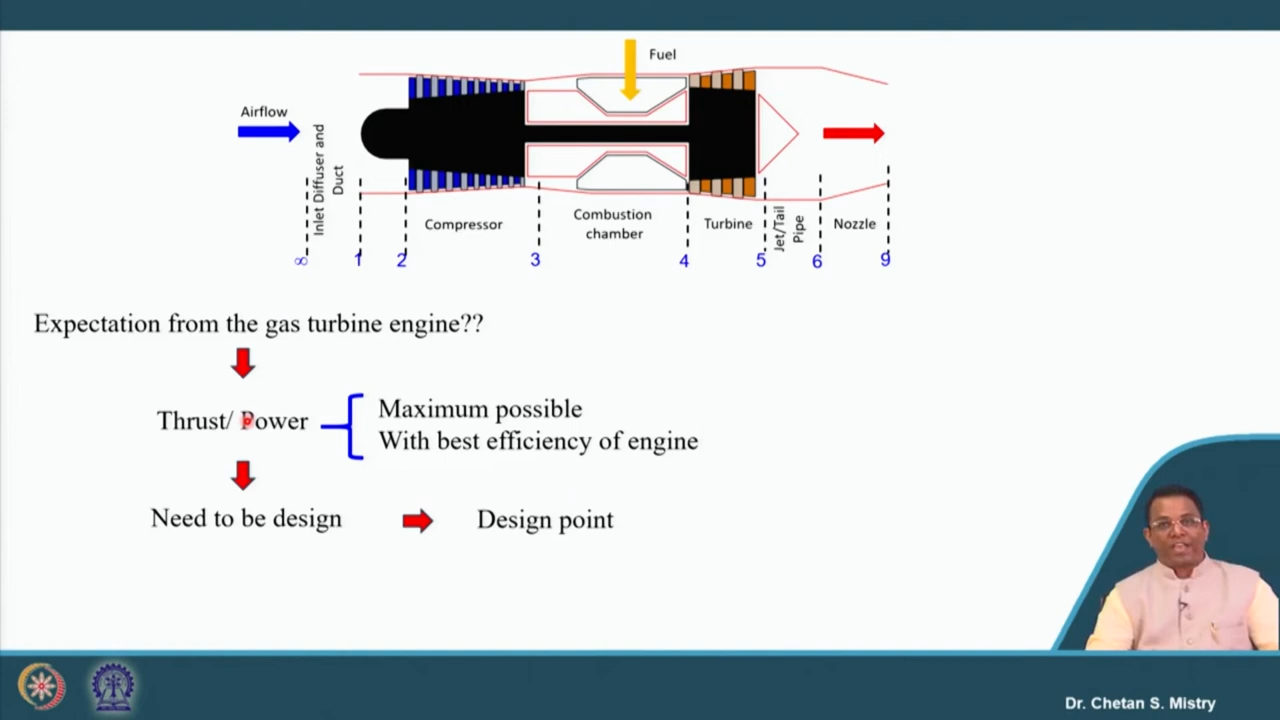 Fuel
Airflow
Inlet Diffuser and
Duct
Compressor
Combustion
chamber
Turbine
Jet/Tail
Pipe
Nozzle
∞ 1 2 3 4 5 6 9
Expectation from the gas turbine engine??
Thrust/ Power
Maximum possible
With best efficiency of engine
Need to be design
Design point
Dr. Chetan S. Mistry